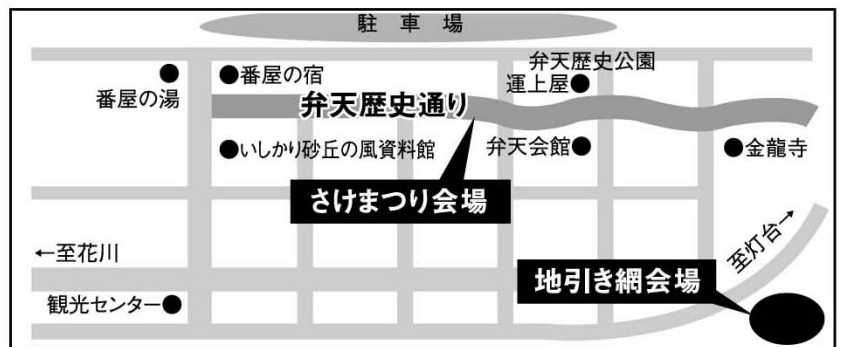 駐車場
番屋の湯
●番屋の宿
弁天歴史公園
運上屋●
弁天歴史通り
●いしかり砂丘の風資料館
弁天会館●
●金龍寺
さけまつり会場
←至花川
至灯台→
地引き網会場
観光センター●